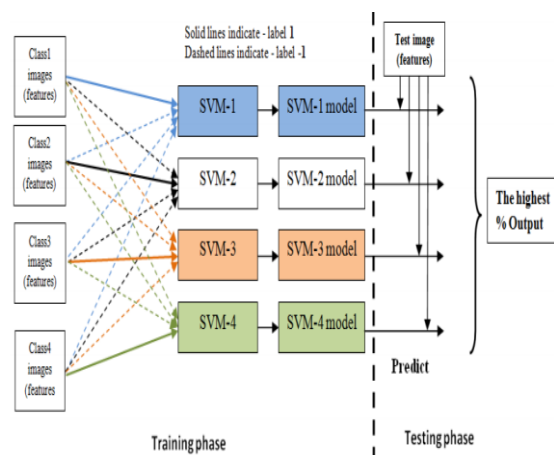 Solid lines indicate - label 1
Dashed lines indicate - label -1
Class1
images
(features)
Class2
images
(features)
Class3
images
(features)
Class4
images
(features
SVM-1
SVM-1 model
SVM-2
SVM-2 model
SVM-3
SVM-3 model
SVM-4
SVM-4 model
Test image
(features)
The highest
% Output
Predict
Training phase
Testing phase